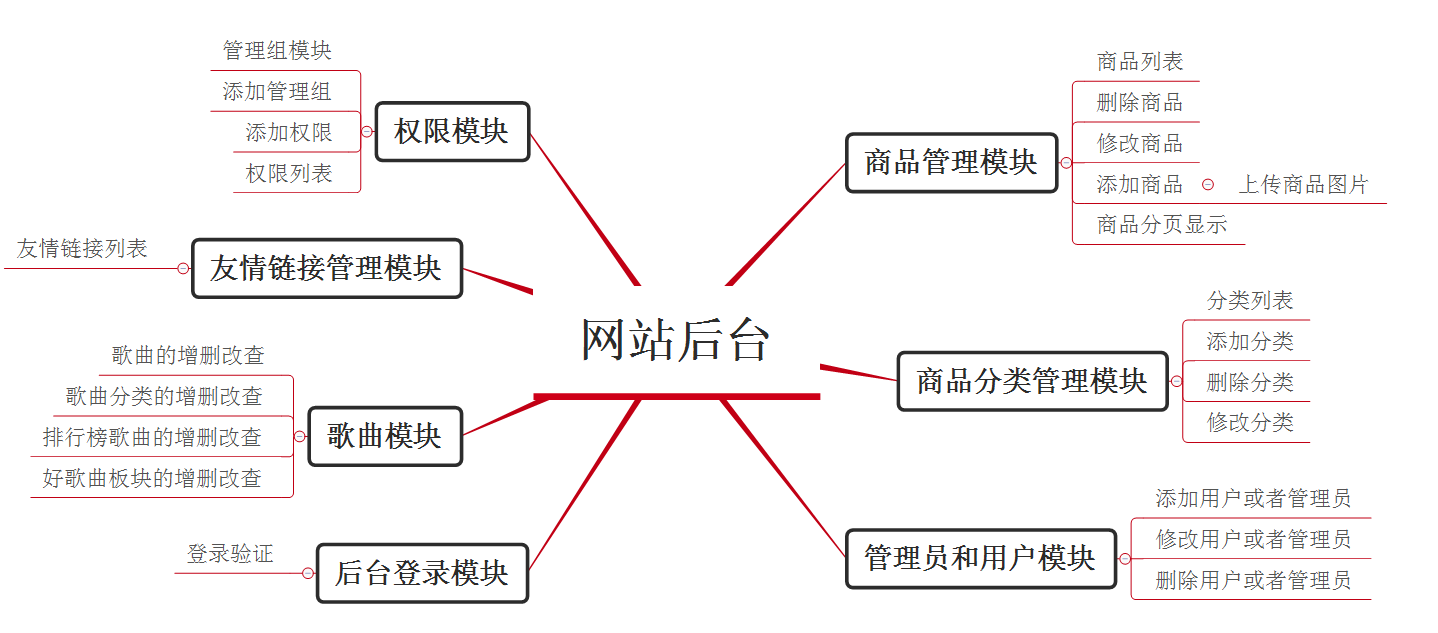 网站后台
权限模块
管理组模块
添加管理组
添加权限
权限列表
友情链接管理模块
友情链接列表
歌曲模块
歌曲的增删改查
歌曲分类的增删改查
排行榜歌曲的增删改查
好歌曲板块的增删改查
后台登录模块
登录验证
商品管理模块
商品列表
删除商品
修改商品
添加商品
上传商品图片
商品分页显示
商品分类管理模块
分类列表
添加分类
删除分类
修改分类
管理员和用户模块
添加用户或者管理员
修改用户或者管理员
删除用户或者管理员